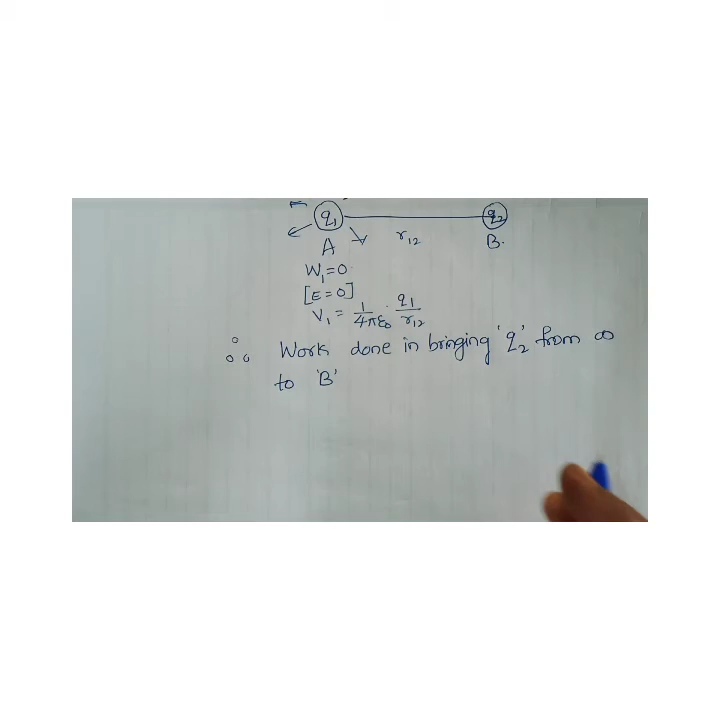 q₁ q₂
A r₁₂ B.
W₁=0
[E=0]
V₁ = 1/4πε₀ · q₁/r₁₂
∴ Work done in bringing 'q₂' from ∞
to 'B'